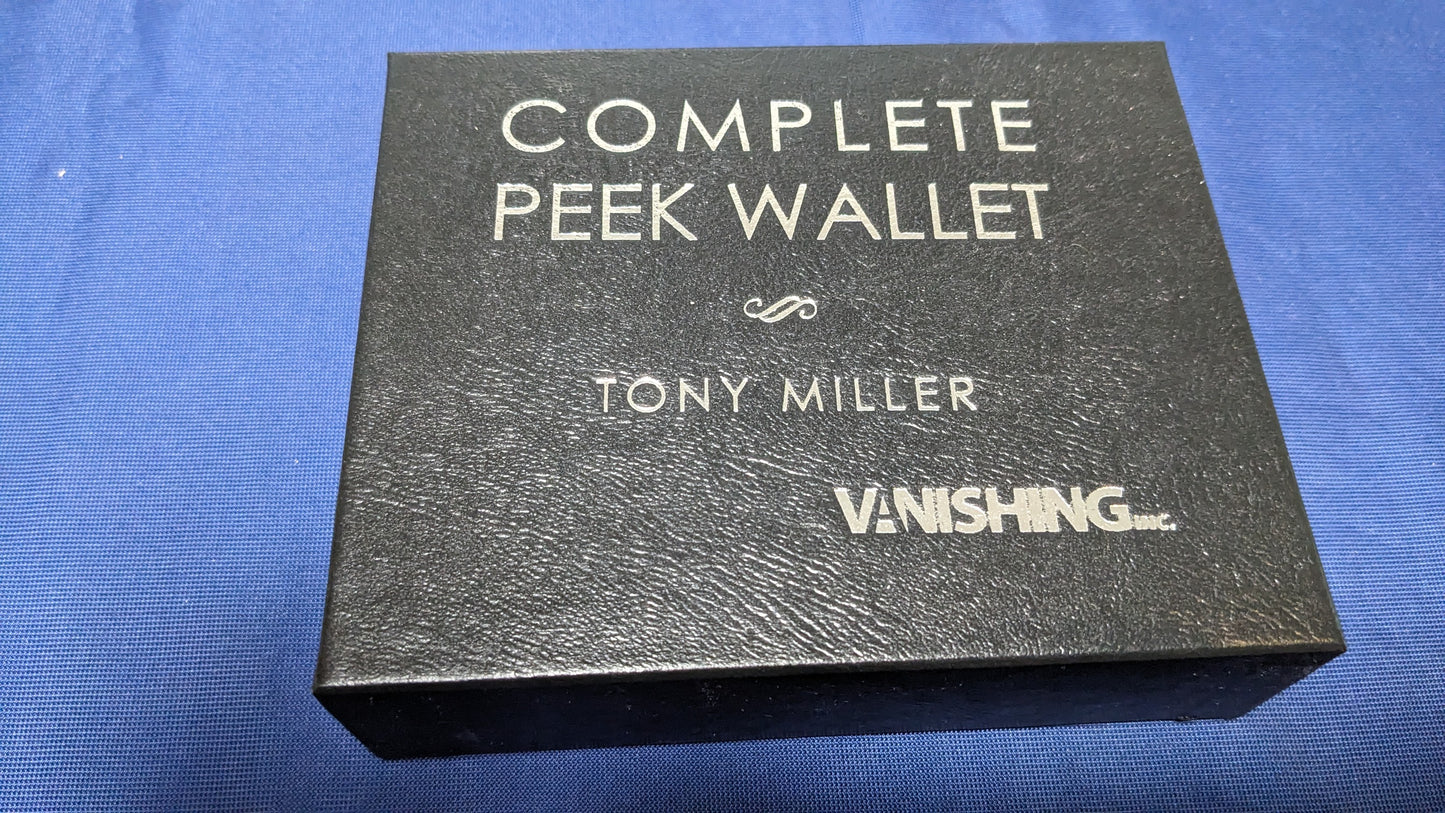 COMPLETE
PEEK WALLET
TONY MILLER
VANISHING INC.